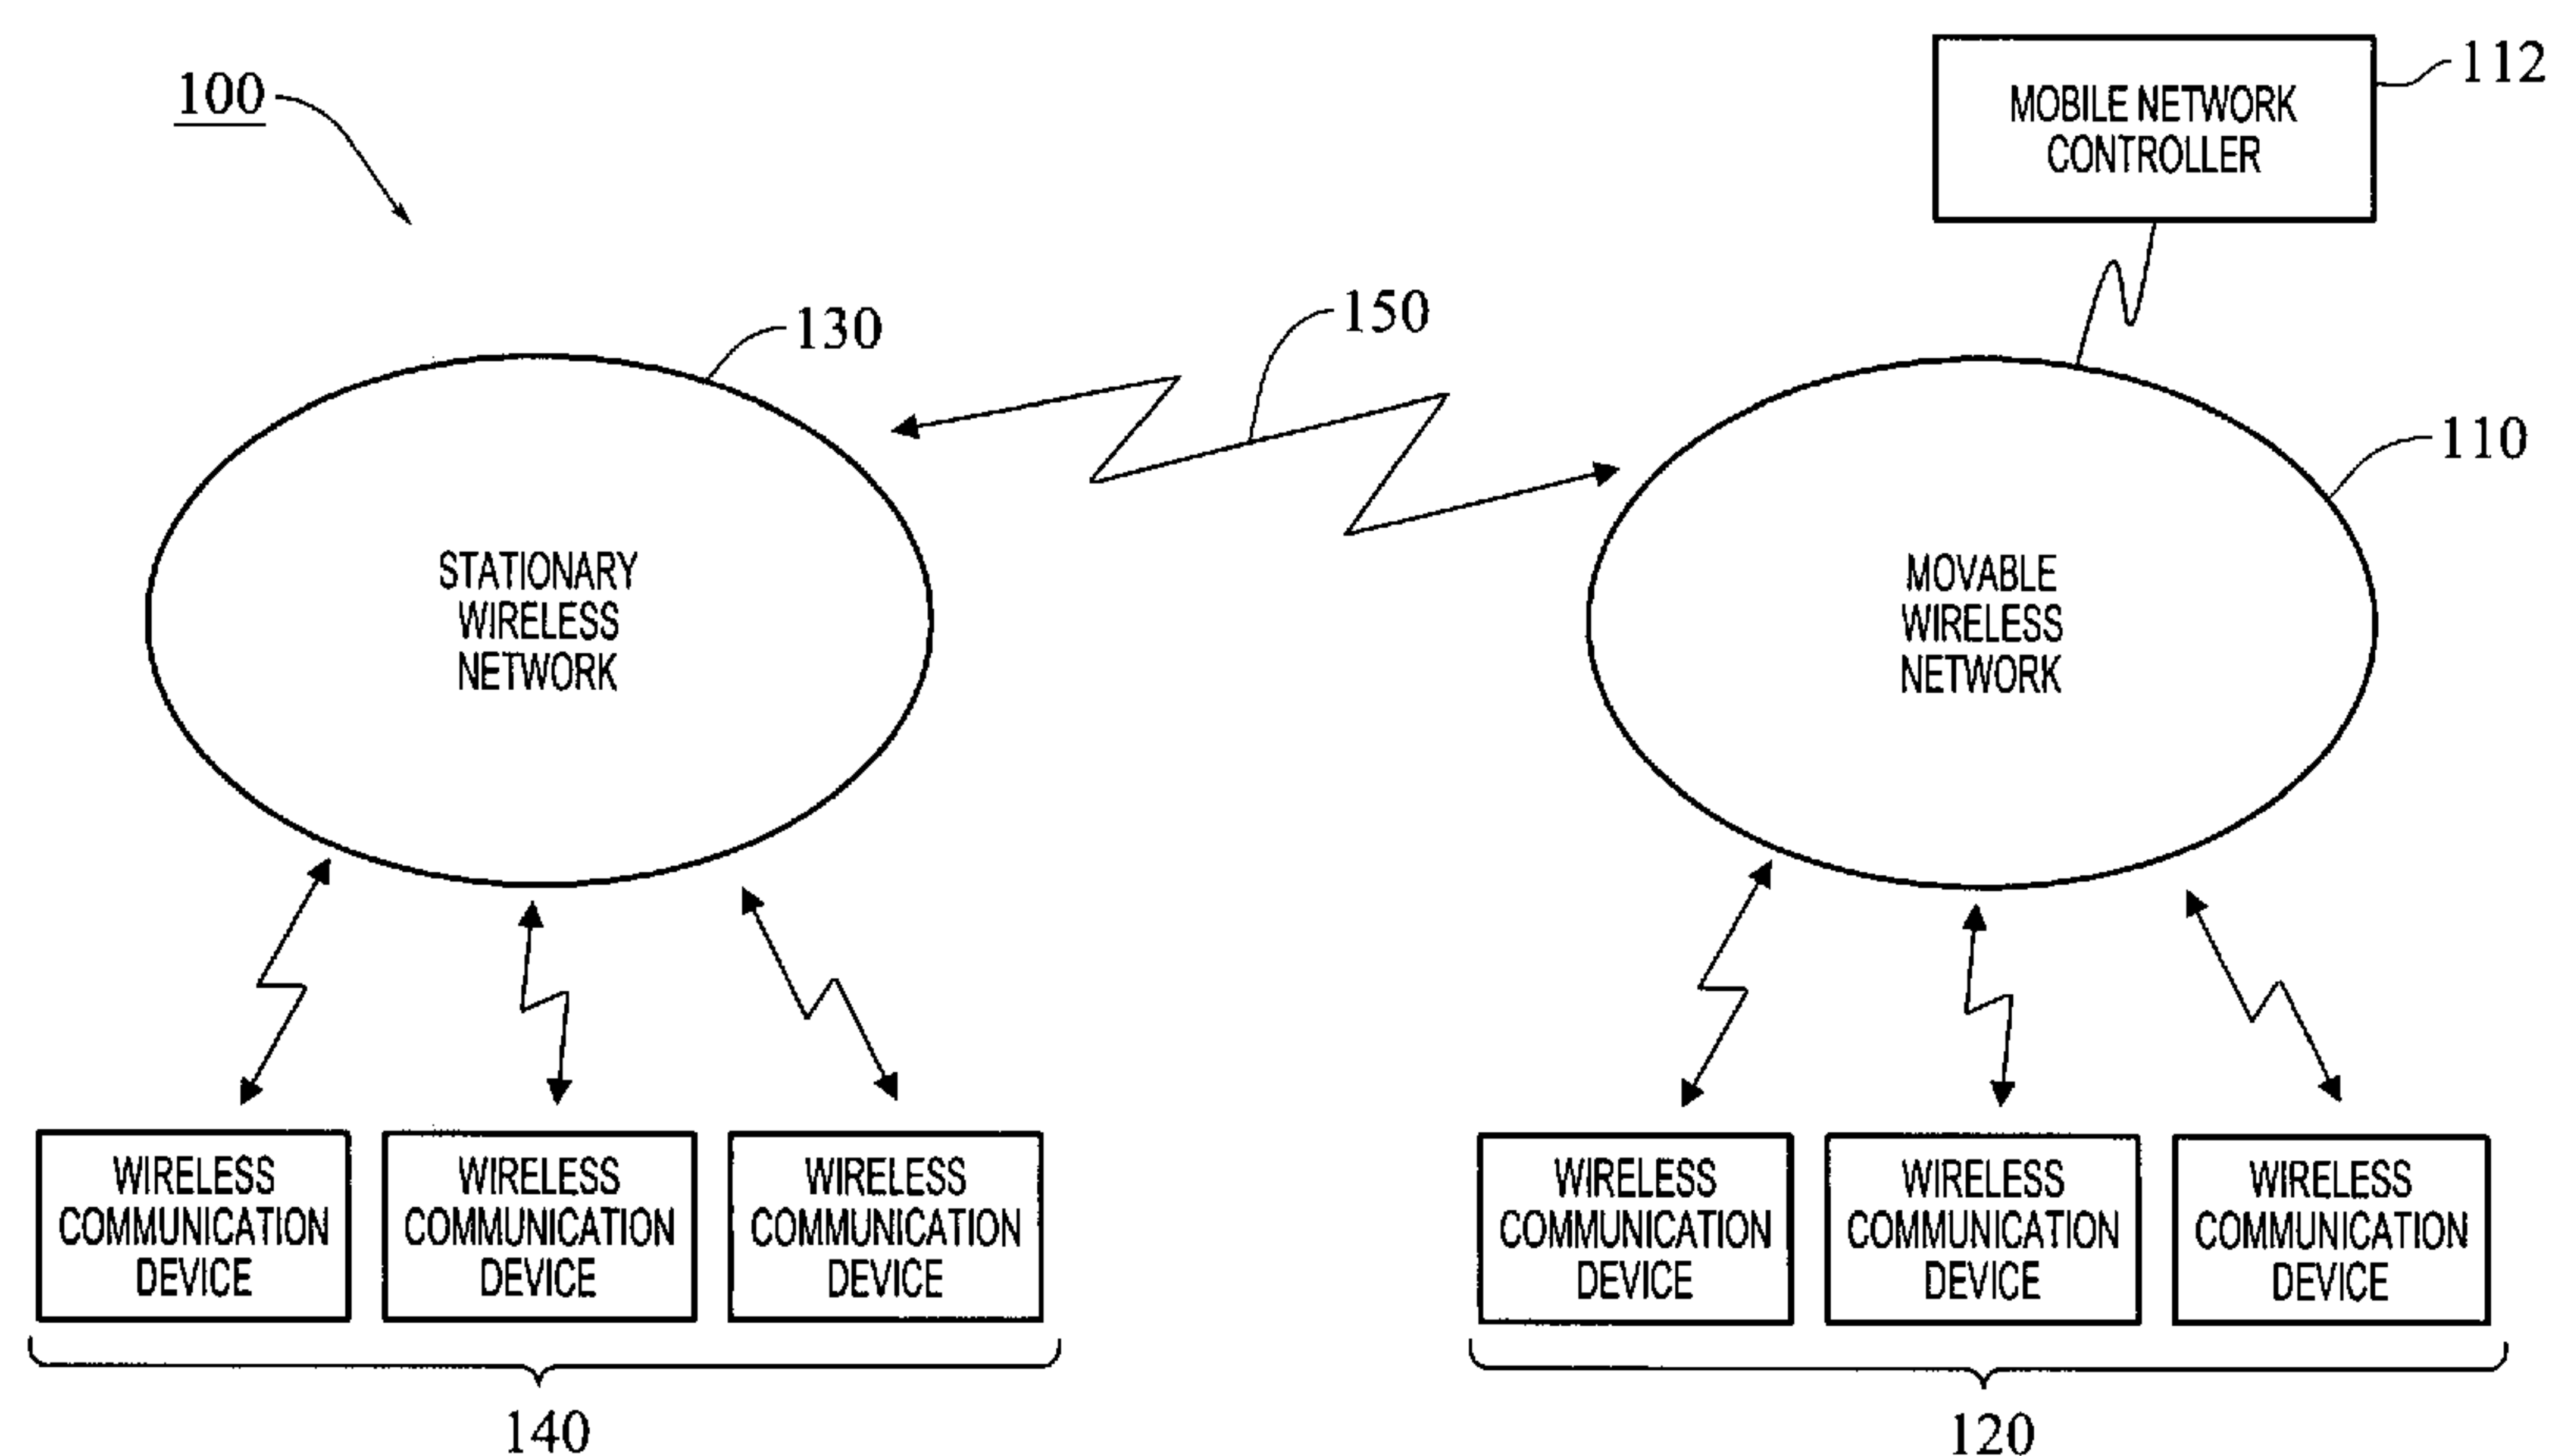 100
MOBILE NETWORK
CONTROLLER
112
130
150
110
STATIONARY
WIRELESS
NETWORK
MOVABLE
WIRELESS
NETWORK
WIRELESS
COMMUNICATION
DEVICE
WIRELESS
COMMUNICATION
DEVICE
WIRELESS
COMMUNICATION
DEVICE
WIRELESS
COMMUNICATION
DEVICE
WIRELESS
COMMUNICATION
DEVICE
WIRELESS
COMMUNICATION
DEVICE
140
120